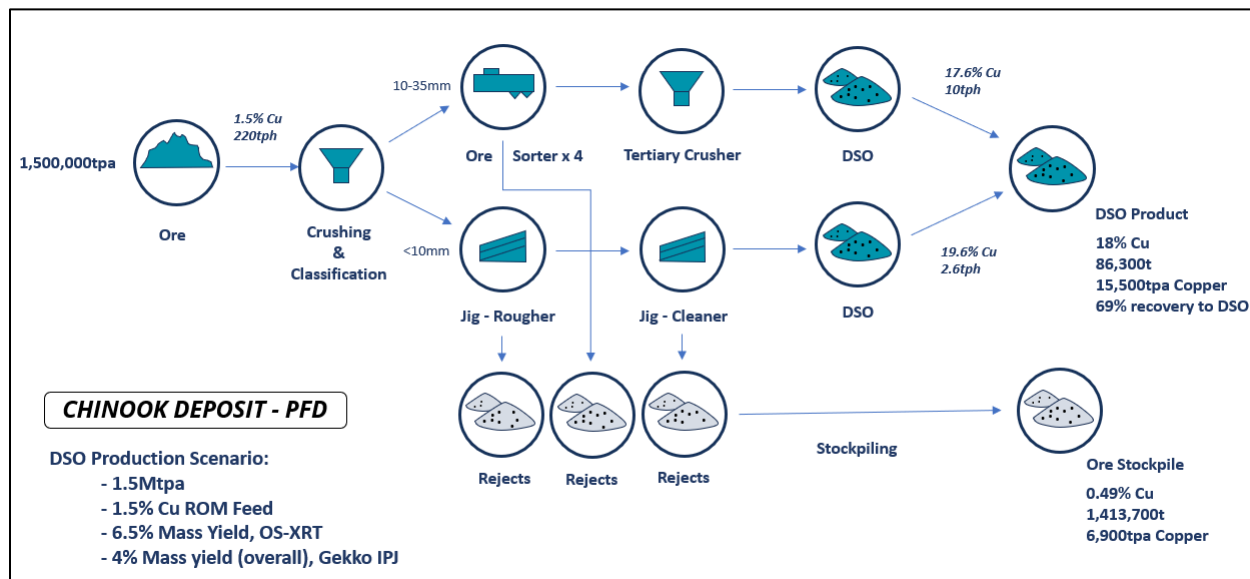 1,500,000tpa
Ore
1.5% Cu
220tph
Crushing
&
Classification
10-35mm
Ore Sorter x 4
Tertiary Crusher
DSO
17.6% Cu
10tph
<10mm
Jig - Rougher
Jig - Cleaner
DSO
19.6% Cu
2.6tph
DSO Product
18% Cu
86,300t
15,500tpa Copper
69% recovery to DSO
Rejects
Rejects
Rejects
Stockpiling
Ore Stockpile
0.49% Cu
1,413,700t
6,900tpa Copper
CHINOOK DEPOSIT - PFD
DSO Production Scenario:
- 1.5Mtpa
- 1.5% Cu ROM Feed
- 6.5% Mass Yield, OS-XRT
- 4% Mass yield (overall), Gekko IPJ